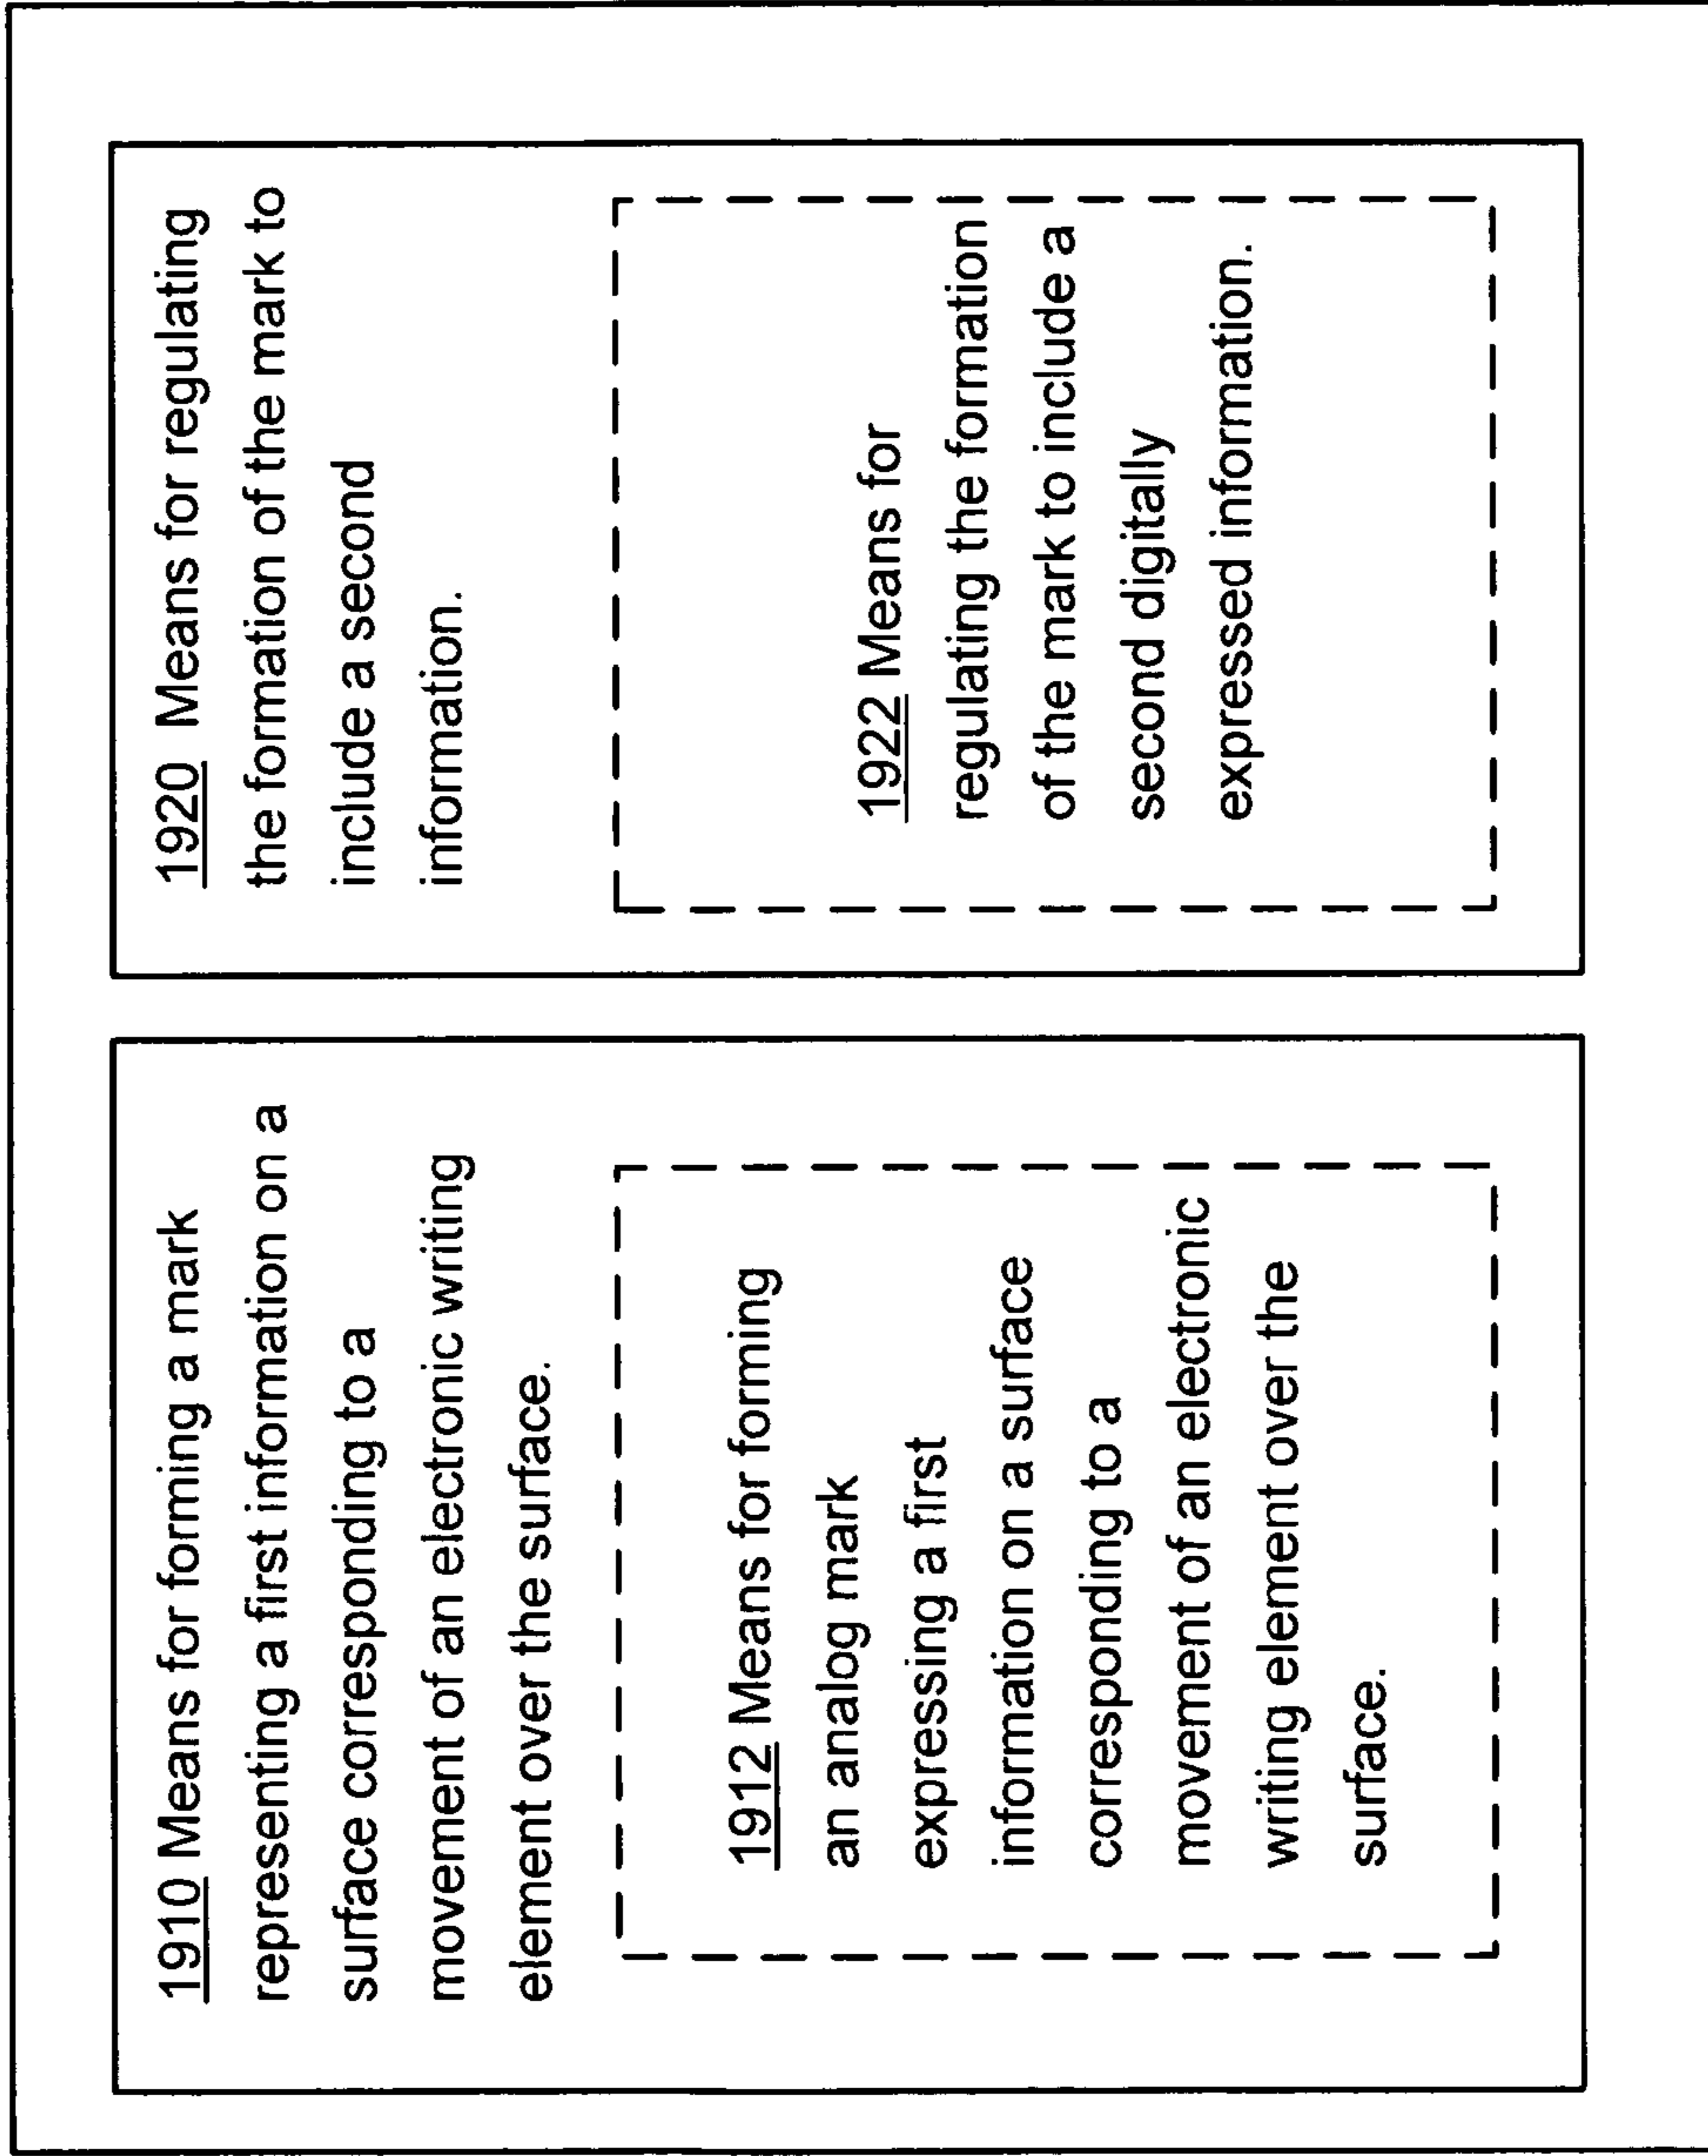 1910 Means for forming a mark
representing a first information on a
surface corresponding to a
movement of an electronic writing
element over the surface.
1912 Means for forming
an analog mark
expressing a first
information on a surface
corresponding to a
movement of an electronic
writing element over the
surface.
1920 Means for regulating
the formation of the mark to
include a second
information.
1922 Means for
regulating the formation
of the mark to include a
second digitally
expressed information.